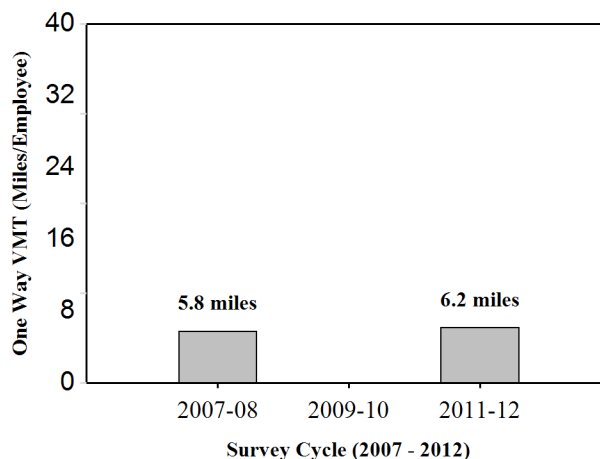 One Way VMT (Miles/Employee)
40
32
24
16
8
0
5.8 miles
6.2 miles
2007-08
2009-10
2011-12
Survey Cycle (2007 - 2012)